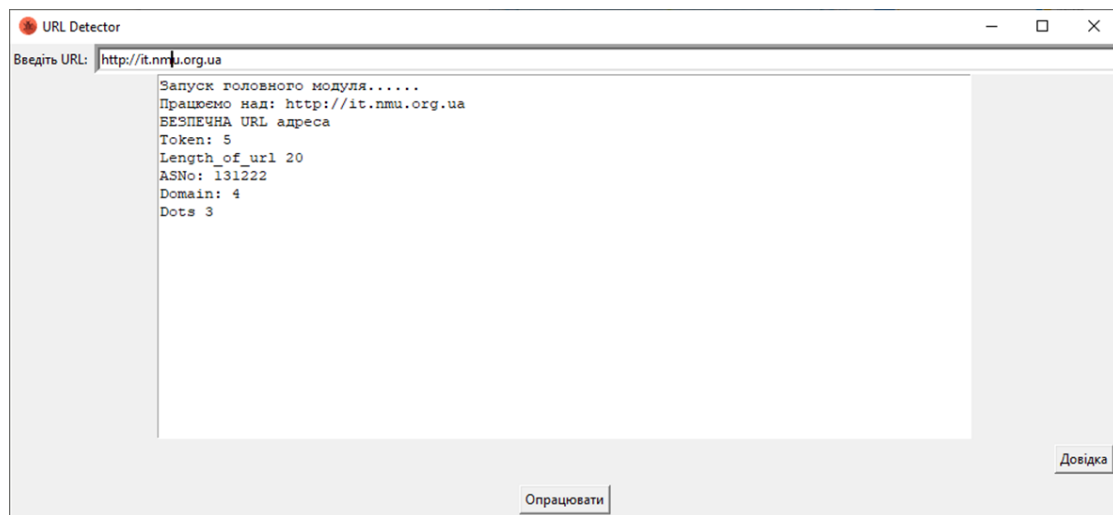 URL Detector
Введіть URL: http://it.nmu.org.ua
Запуск головного модуля......
Працюємо над: http://it.nmu.org.ua
БЕЗПЕЧНА URL адреса
Token: 5
Length_of_url 20
ASNo: 131222
Domain: 4
Dots 3
Довідка
Опрацювати